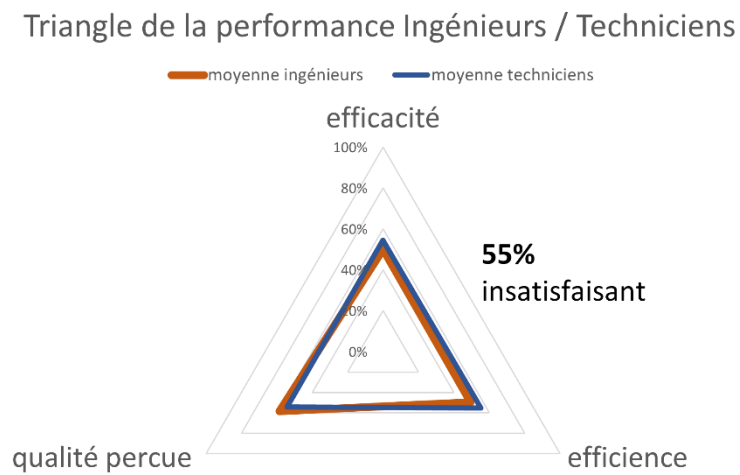 Triangle de la performance Ingénieurs / Techniciens
moyenne ingénieurs moyenne techniciens
efficacité
100%
80%
60%
55%
40%
insatisfaisant
20%
0%
qualité percue efficience